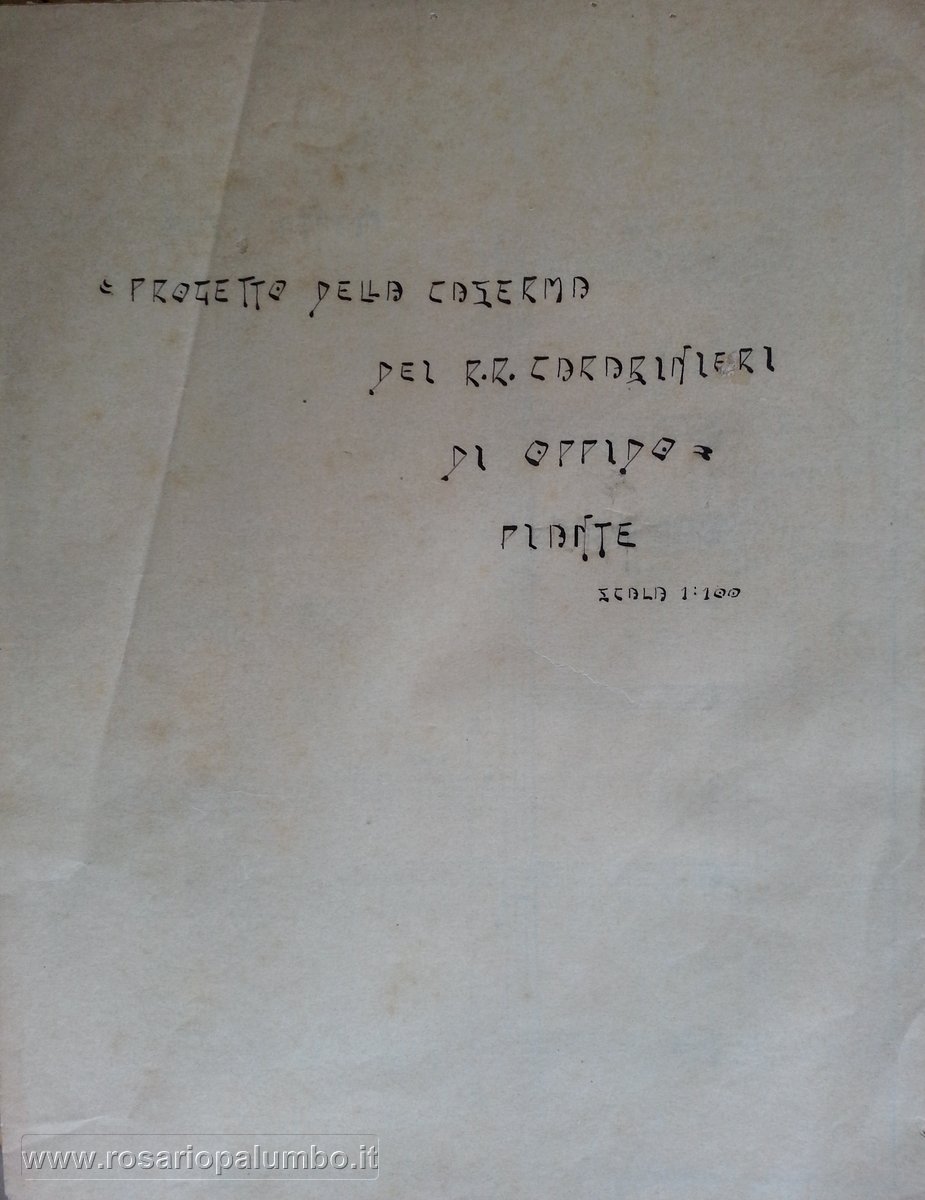 « PROGETTO DELLA CASERMA
DEI R.R. CARABINIERI
DI OPPIDO »
PIANTE
SCALA 1:100
www.rosariopalumbo.it